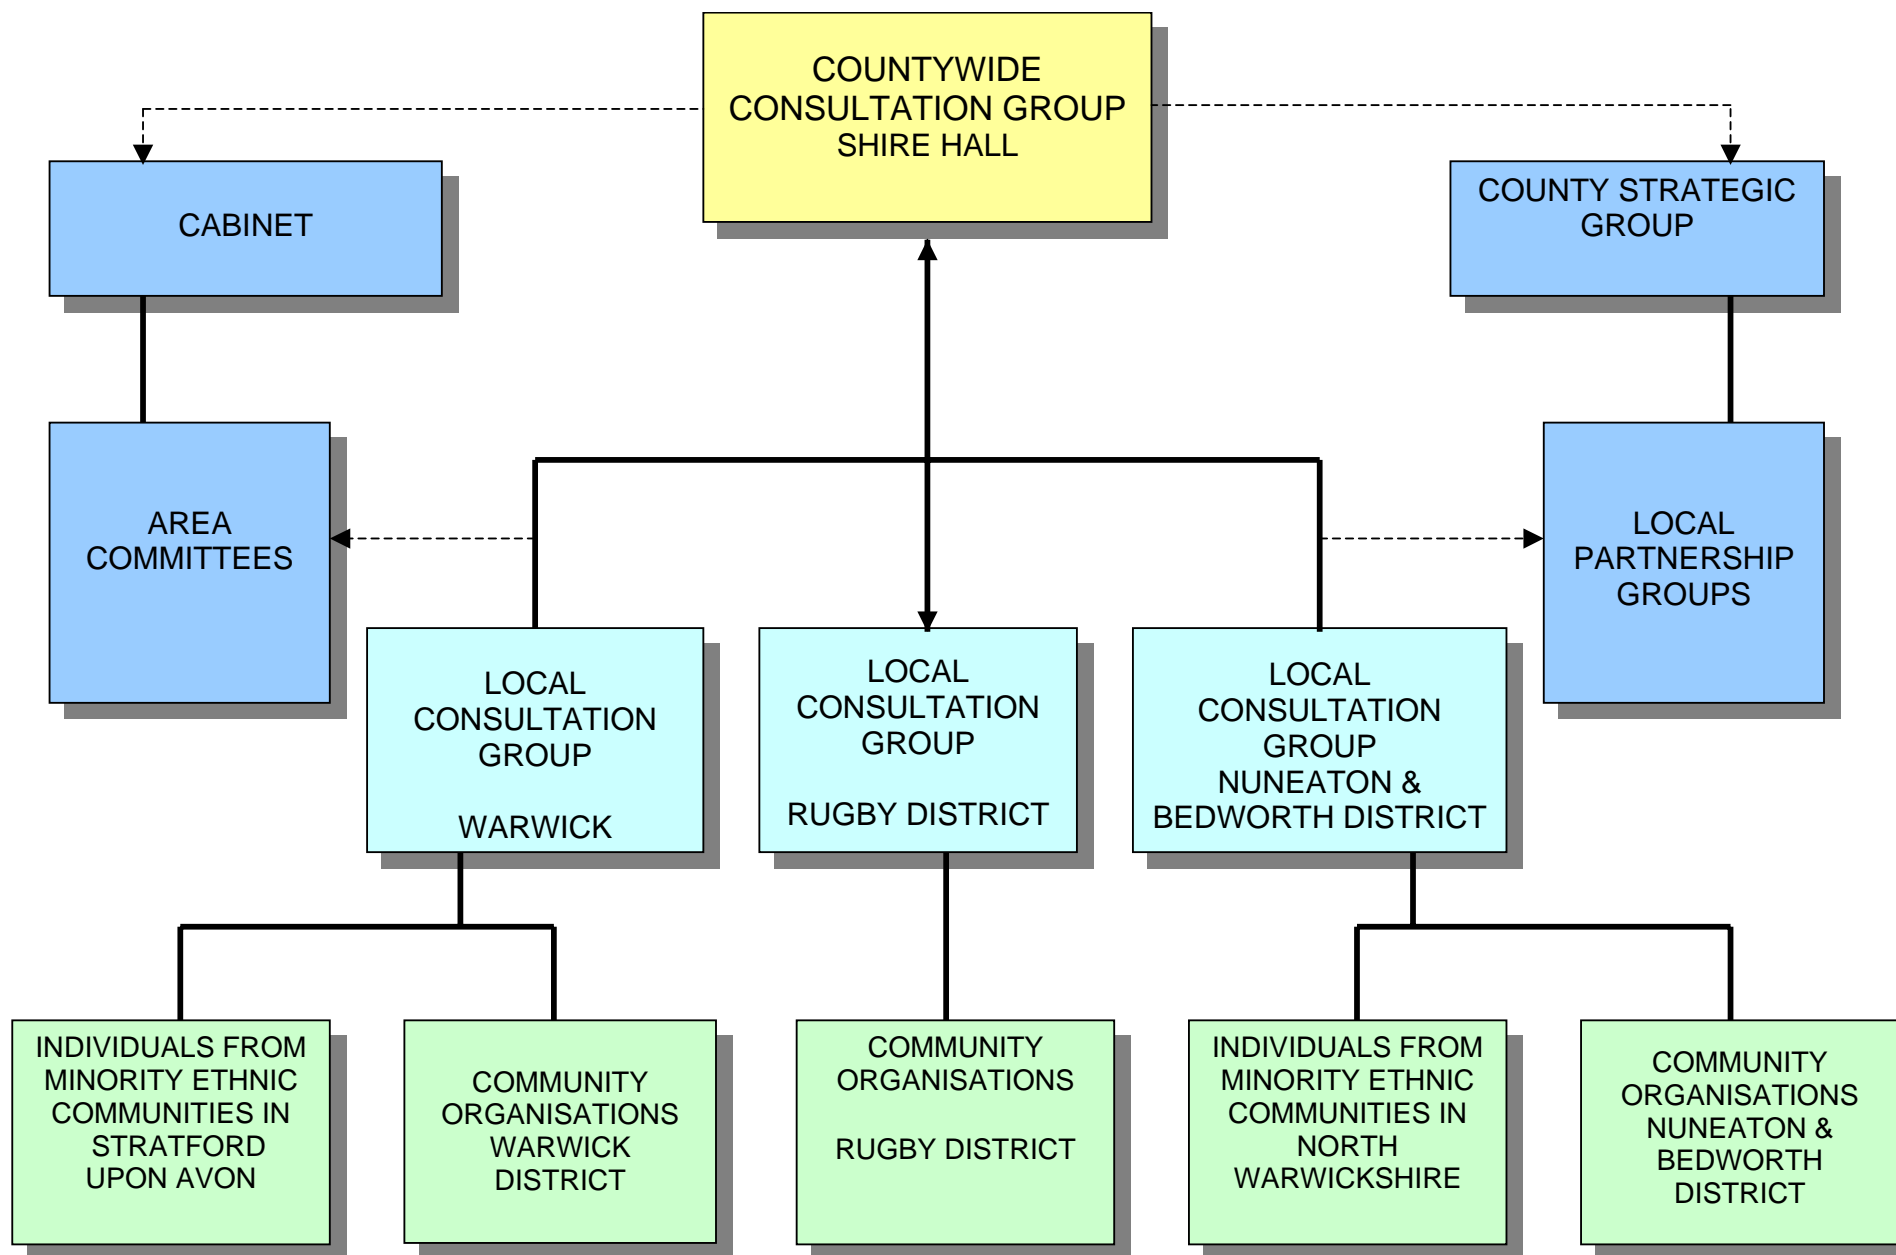 COUNTYWIDE
CONSULTATION GROUP
SHIRE HALL
CABINET
COUNTY STRATEGIC
GROUP
AREA
COMMITTEES
LOCAL
PARTNERSHIP
GROUPS
LOCAL
CONSULTATION
GROUP
WARWICK
LOCAL
CONSULTATION
GROUP
RUGBY DISTRICT
LOCAL
CONSULTATION
GROUP
NUNEATON &
BEDWORTH DISTRICT
INDIVIDUALS FROM
MINORITY ETHNIC
COMMUNITIES IN
STRATFORD
UPON AVON
COMMUNITY
ORGANISATIONS
WARWICK
DISTRICT
COMMUNITY
ORGANISATIONS
RUGBY DISTRICT
INDIVIDUALS FROM
MINORITY ETHNIC
COMMUNITIES IN
NORTH
WARWICKSHIRE
COMMUNITY
ORGANISATIONS
NUNEATON &
BEDWORTH
DISTRICT